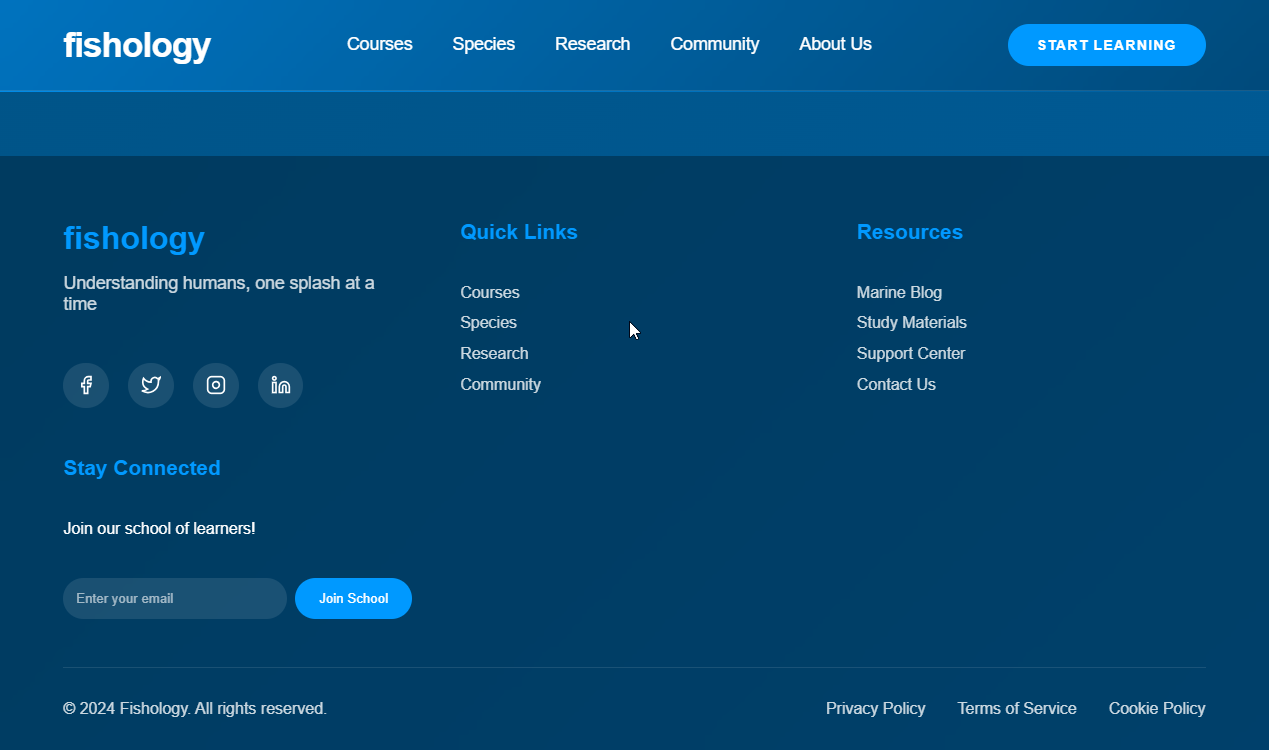 fishology
Courses
Species
Research
Community
About Us
START LEARNING
fishology
Understanding humans, one splash at a
time
Stay Connected
Join our school of learners!
Enter your email
Join School
Quick Links
Courses
Species
Research
Community
Resources
Marine Blog
Study Materials
Support Center
Contact Us
© 2024 Fishology. All rights reserved.
Privacy Policy
Terms of Service
Cookie Policy